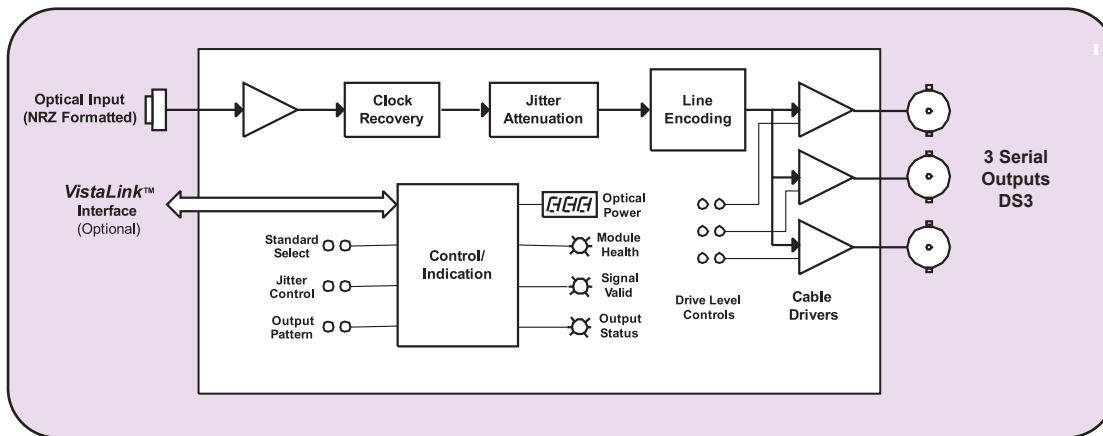 Optical Input
(NRZ Formatted)
Clock
Recovery
Jitter
Attenuation
Line
Encoding
3 Serial
Outputs
DS3
VistaLink™
Interface
(Optional)
Control/
Indication
Optical
Power
Standard
Select
Module
Health
Jitter
Control
Signal
Valid
Output
Pattern
Output
Status
Drive Level
Controls
Cable
Drivers